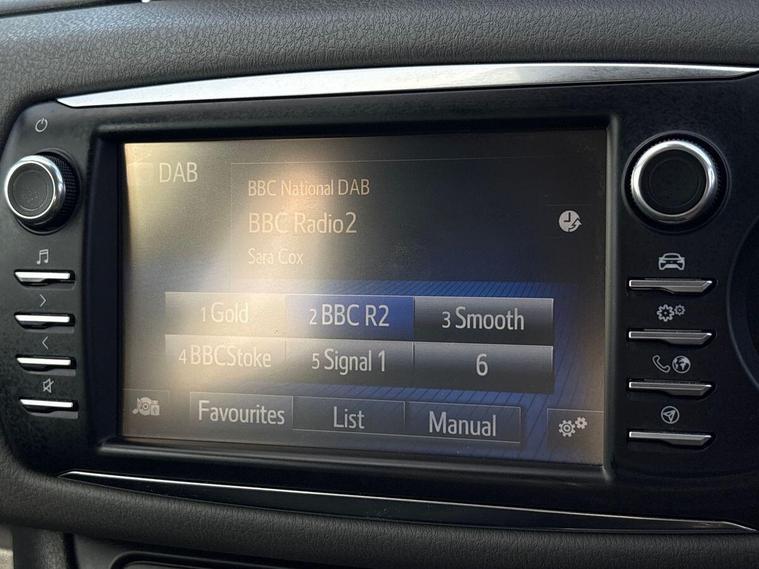 DAB
BBC National DAB
BBC Radio2
Sara Cox
1 Gold 2 BBC R2 3 Smooth
4 BBCStoke 5 Signal 1 6
Favourites List Manual